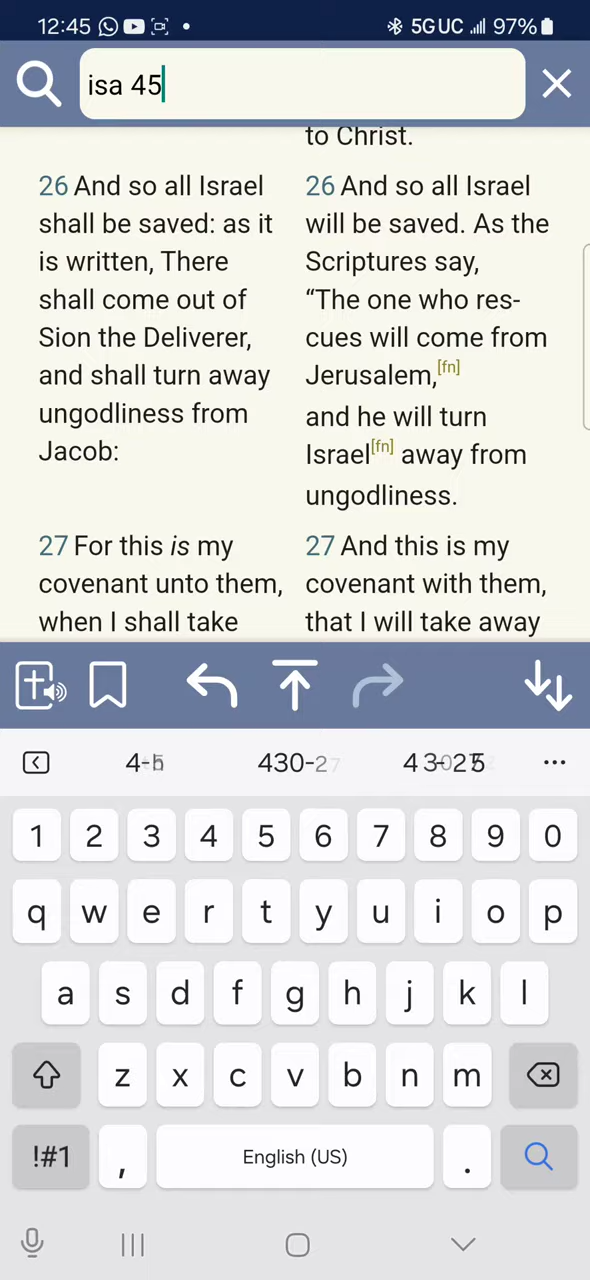 12:45 5G UC 97%
isa 45
to Christ.
26 And so all Israel
shall be saved: as it
is written, There
shall come out of
Sion the Deliverer,
and shall turn away
ungodliness from
Jacob:
26 And so all Israel
will be saved. As the
Scriptures say,
“The one who res-
cues will come from
Jerusalem,[fn]
and he will turn
Israel[fn] away from
ungodliness.
27 For this is my
covenant unto them,
when I shall take
27 And this is my
covenant with them,
that I will take away
1 2 3 4 5 6 7 8 9 0
q w e r t y u i o p
a s d f g h j k l
z x c v b n m
!#1 , English (US) .